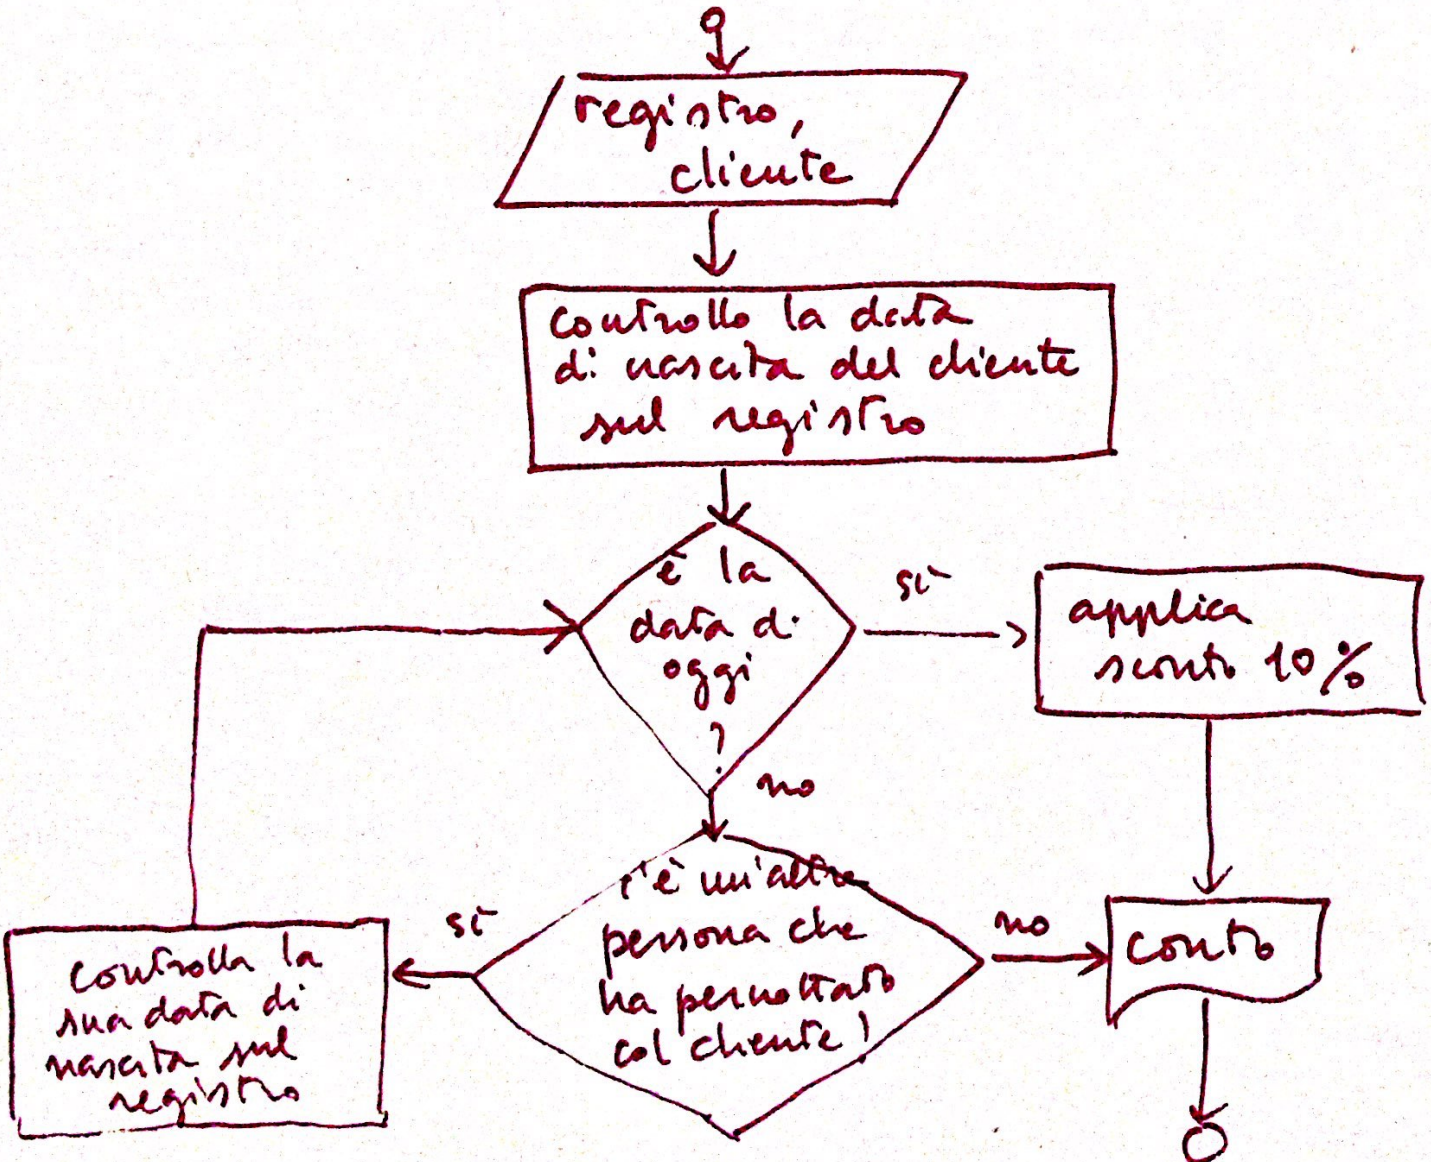 registro,
cliente
controllo la data
di nascita del cliente
sul registro
è la
data di
oggi
?
sì
applica
sconto 10%
no
c'è un'altra
persona che
ha pernottato
col cliente?
sì
no
conto
controlla la
sua data di
nascita sul
registro